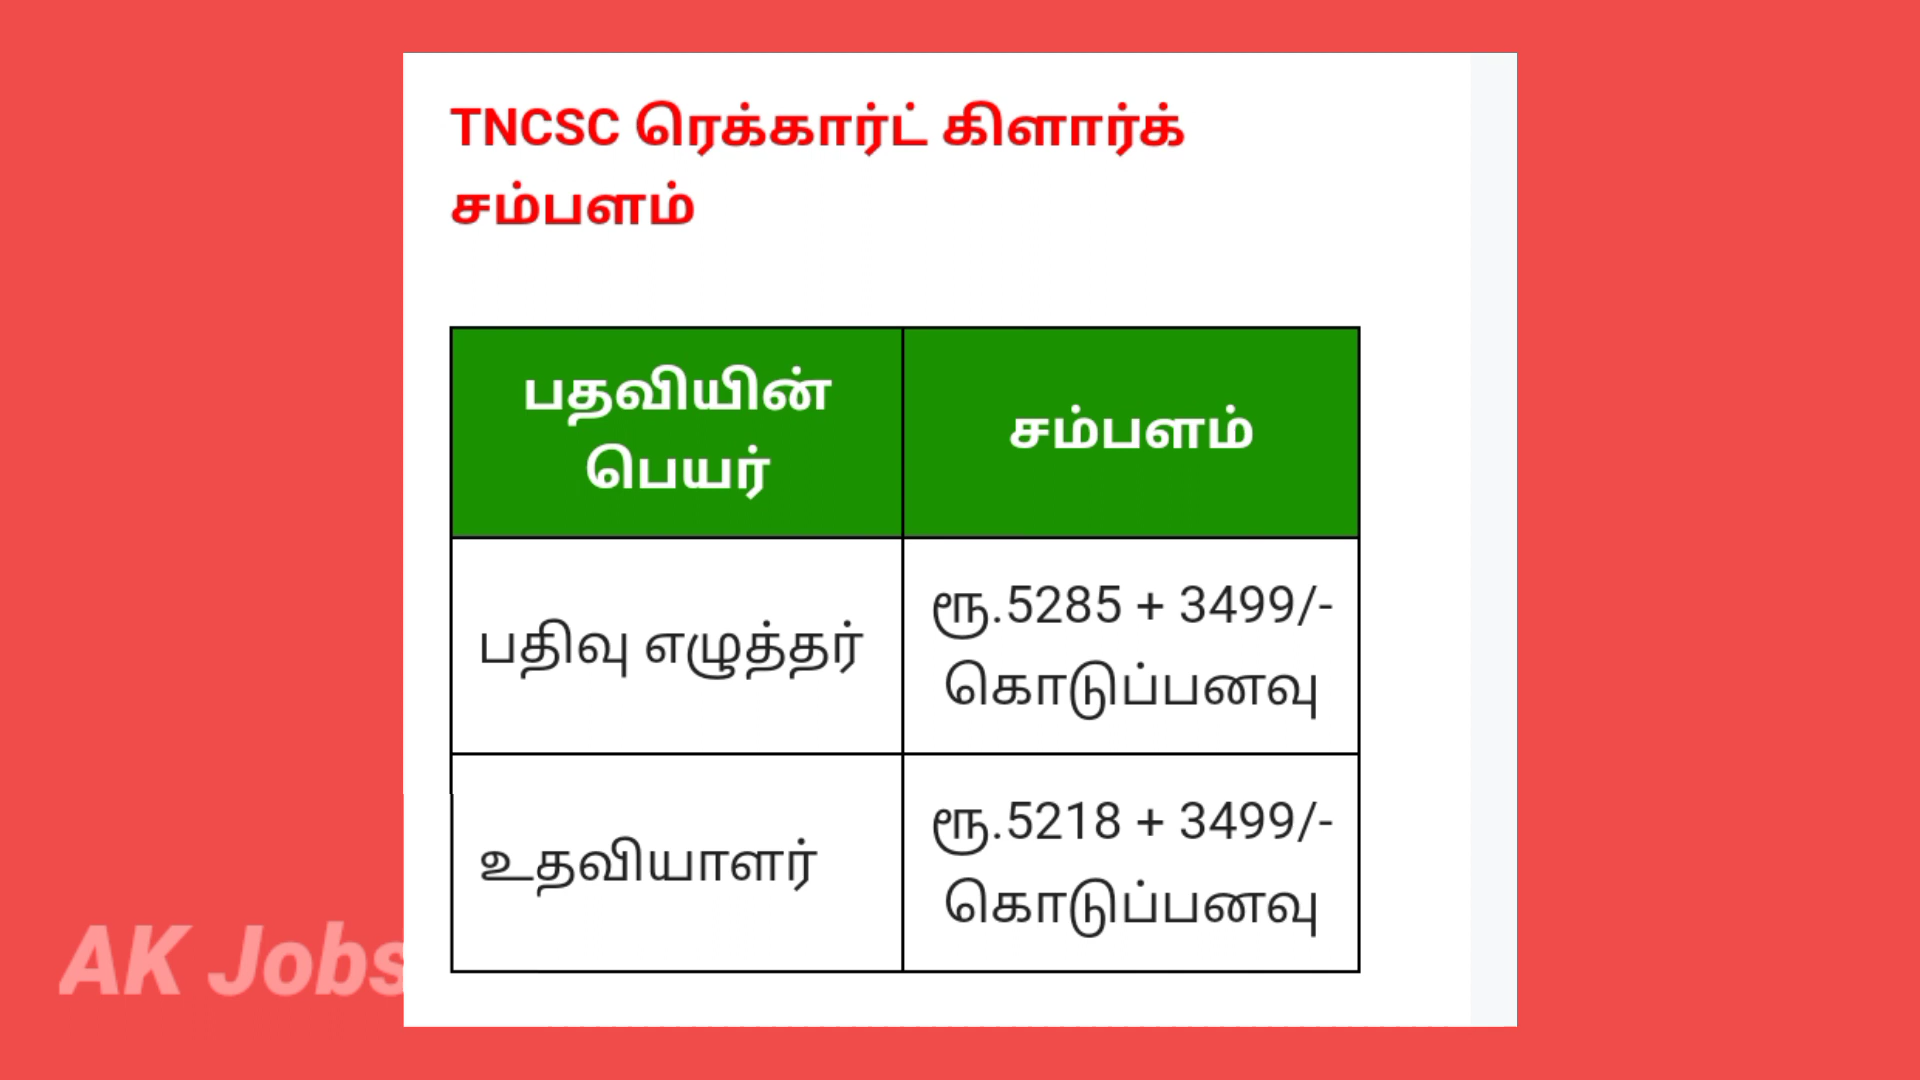 TNCSC ரெக்கார்ட் கிளார்க்
சம்பளம்
பதவியின்
பெயர்
சம்பளம்
பதிவு எழுத்தர்
ரூ.5285 + 3499/-
கொடுப்பனவு
உதவியாளர்
ரூ.5218 + 3499/-
கொடுப்பனவு
AK Jobs